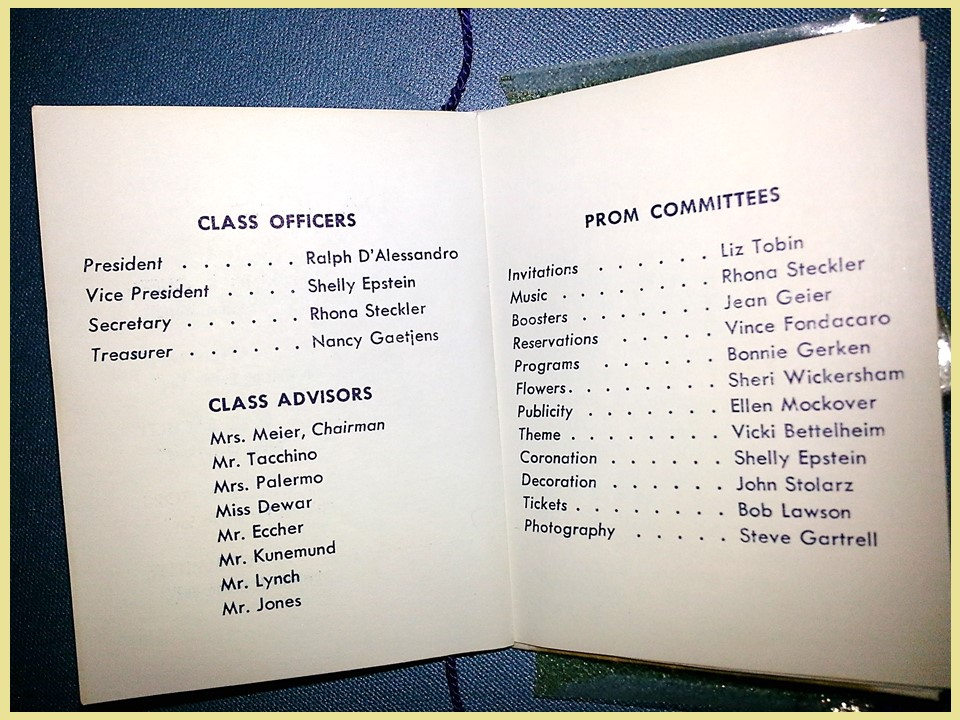 CLASS OFFICERS
President . . . . . . Ralph D'Alessandro
Vice President . . . . Shelly Epstein
Secretary . . . . . . Rhona Steckler
Treasurer . . . . . . Nancy Gaetjens
CLASS ADVISORS
Mrs. Meier, Chairman
Mr. Tacchino
Mrs. Palermo
Miss Dewar
Mr. Eccher
Mr. Kunemund
Mr. Lynch
Mr. Jones
PROM COMMITTEES
Invitations . . . . . . Liz Tobin
Music . . . . . . . . Rhona Steckler
Boosters . . . . . . . Jean Geier
Reservations . . . . . Vince Fondacaro
Programs . . . . . . Bonnie Gerken
Flowers. . . . . . . . Sheri Wickersham
Publicity . . . . . . . Ellen Mockover
Theme . . . . . . . . Vicki Bettelheim
Coronation . . . . . . Shelly Epstein
Decoration . . . . . . John Stolarz
Tickets . . . . . . . . Bob Lawson
Photography . . . . . Steve Gartrell